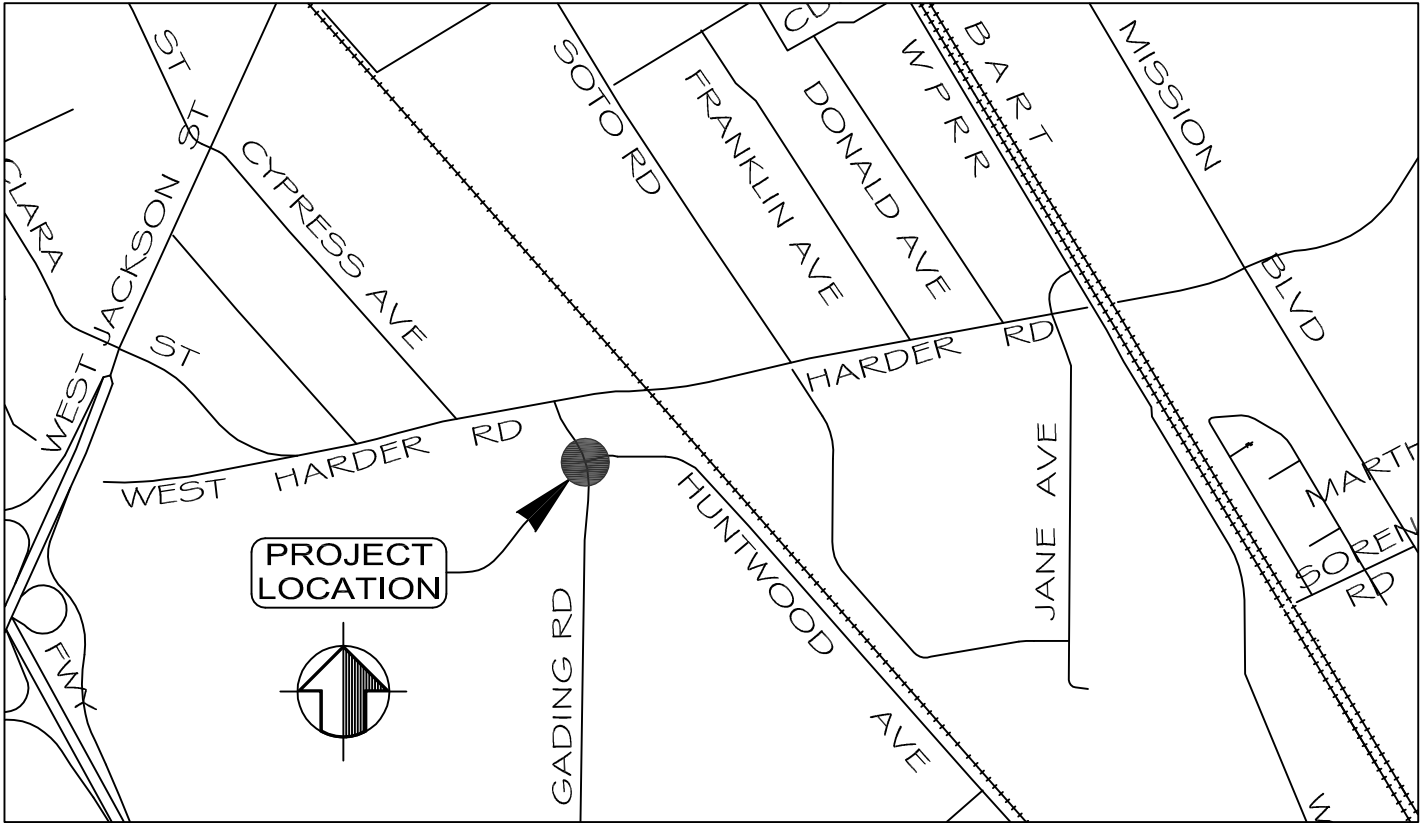 ST
WEST JACKSON ST
CLARA
ST
CYPRESS AVE
SOTO RD
FRANKLIN AVE
DONALD AVE
W P R R
B A R T
MISSION
BLVD
WEST HARDER RD
HARDER RD
PROJECT
LOCATION
FWY
GADING RD
HUNTWOOD
AVE
JANE AVE
MARTH
SOREN
RD
W